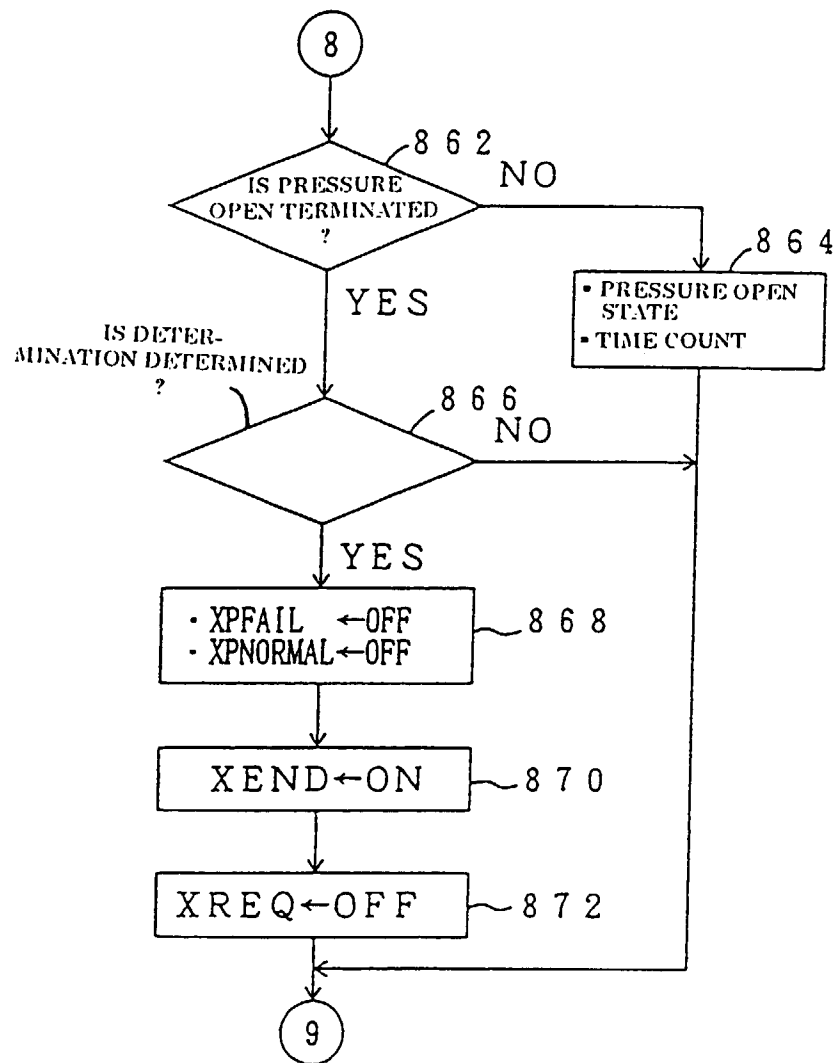 8
862
IS PRESSURE
OPEN TERMINATED
?
NO
864
▪ PRESSURE OPEN
STATE
▪ TIME COUNT
YES
IS DETER-
MINATION DETERMINED
?
866
NO
YES
· XPFAIL ←OFF
· XPNORMAL←OFF
868
XEND←ON
870
XREQ←OFF
872
9